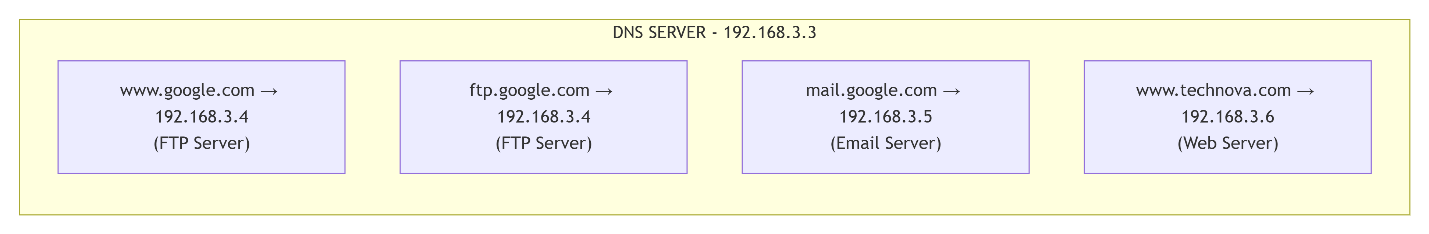 DNS SERVER - 192.168.3.3
www.google.com →
192.168.3.4
(FTP Server)
ftp.google.com →
192.168.3.4
(FTP Server)
mail.google.com →
192.168.3.5
(Email Server)
www.technova.com →
192.168.3.6
(Web Server)